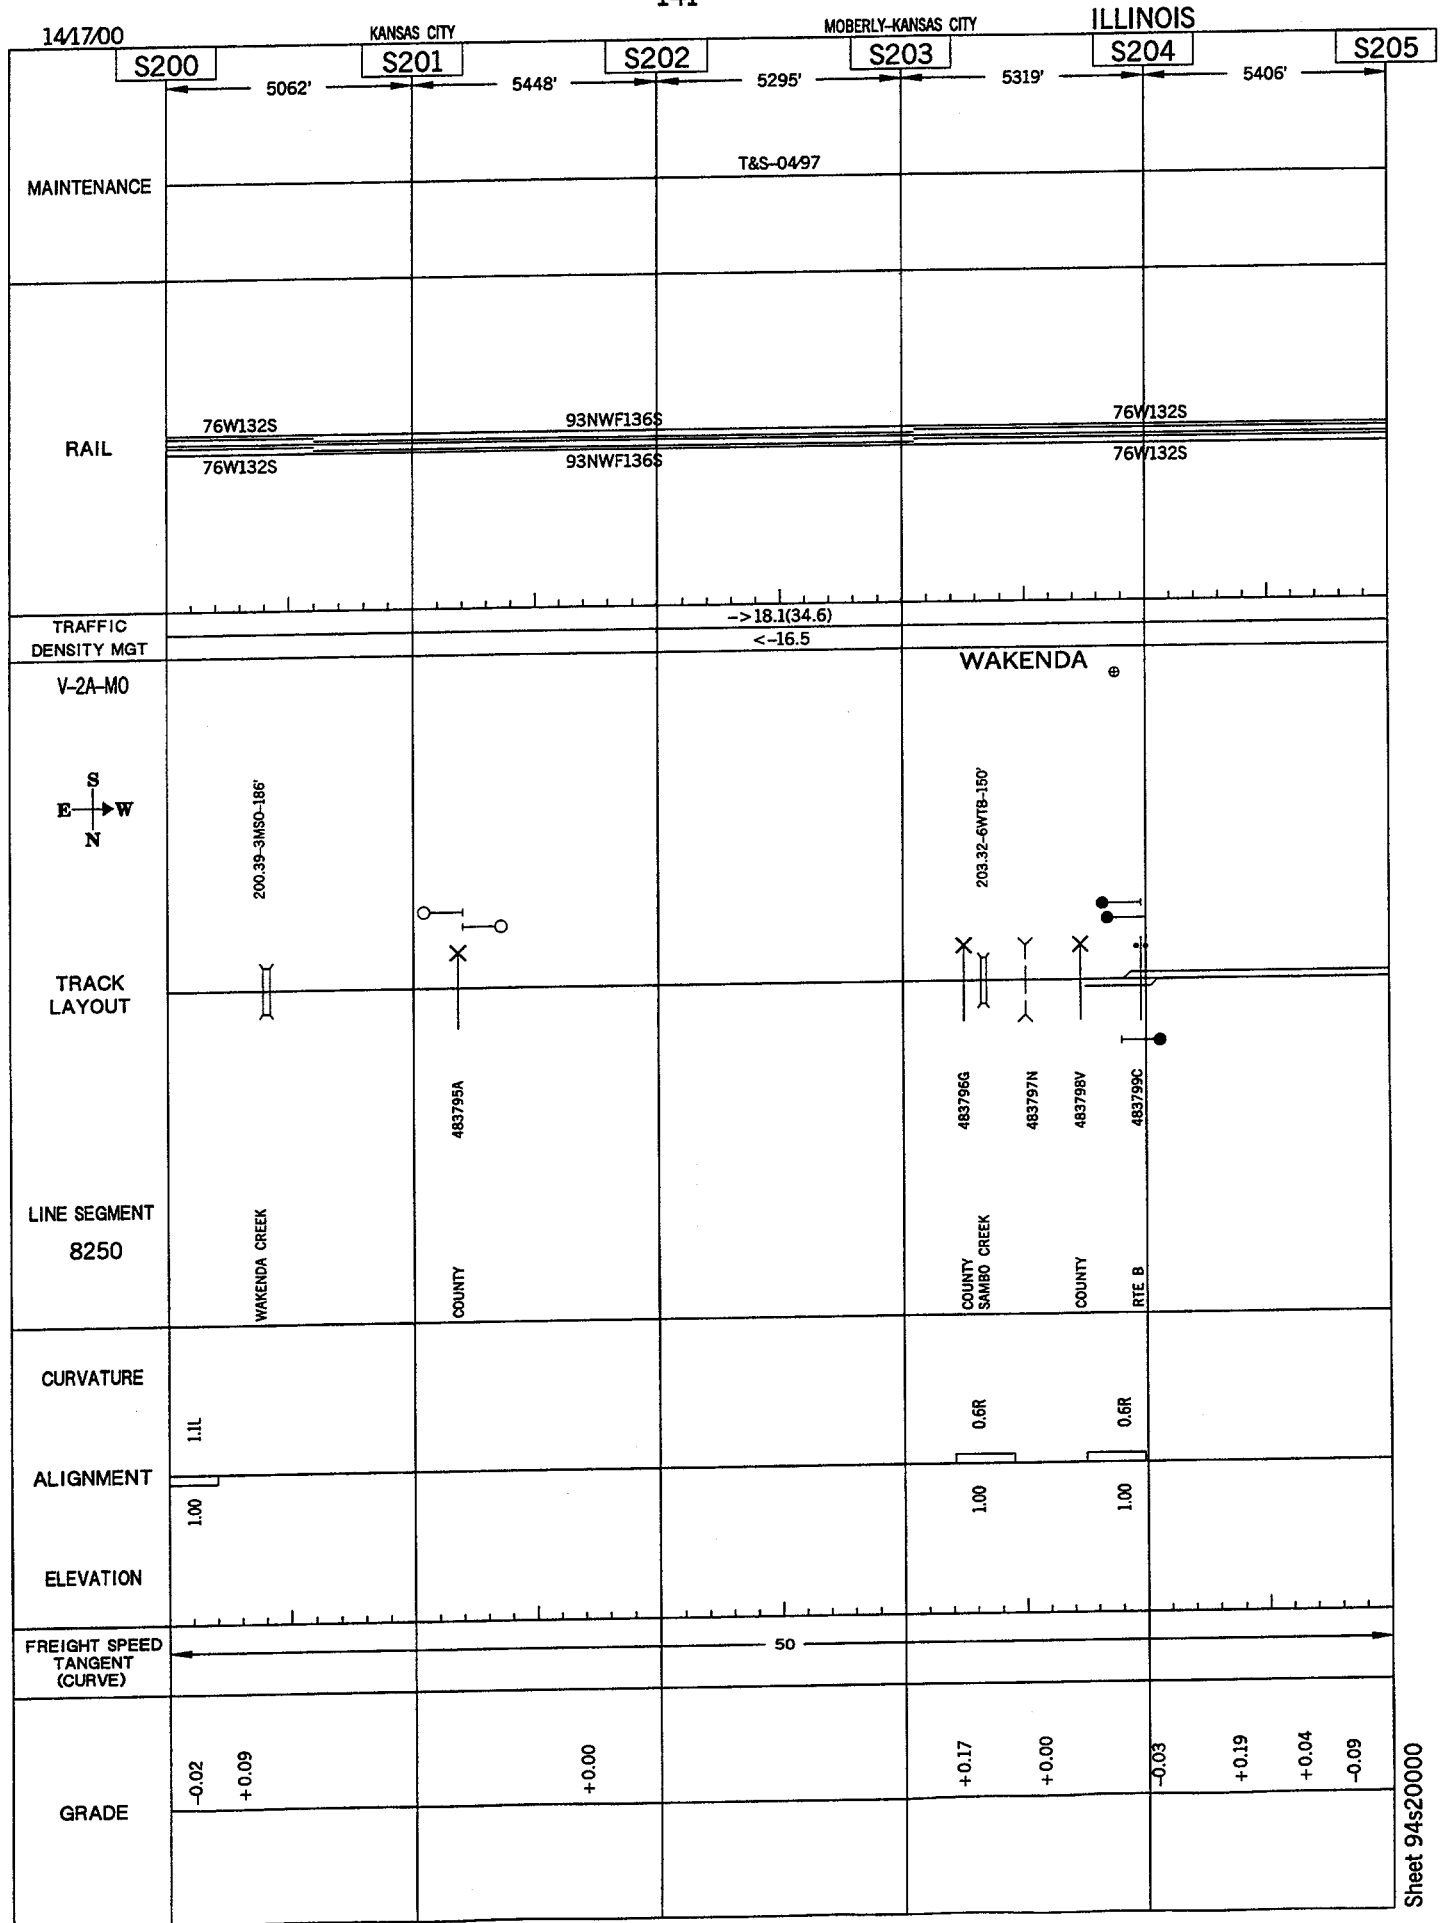 141
14/17/00 KANSAS CITY MOBERLY-KANSAS CITY ILLINOIS
S200 S201 S202 S203 S204 S205
5062' 5448' 5295' 5319' 5406'
T&S-04/97
MAINTENANCE
76W132S 93NWF136S 76W132S
RAIL
76W132S 93NWF136S 76W132S
TRAFFIC
DENSITY MGT
->18.1(34.6)
<-16.5
WAKENDA
V-2A-MO
S
E W
N
200.39-3MSO-186'
203.32-6WTB-150'
TRACK
LAYOUT
483795A
483796G
483797N
483798V
483799C
LINE SEGMENT
8250
WAKENDA CREEK
COUNTY
COUNTY
SAMBO CREEK
COUNTY
RTE B
CURVATURE
1.1L 0.6R 0.6R
ALIGNMENT
1.00 1.00 1.00
ELEVATION
FREIGHT SPEED
TANGENT
(CURVE)
50
-0.02 +0.09 +0.00 +0.17 +0.00 -0.03 +0.19 +0.04 -0.09
GRADE
Sheet 94s20000